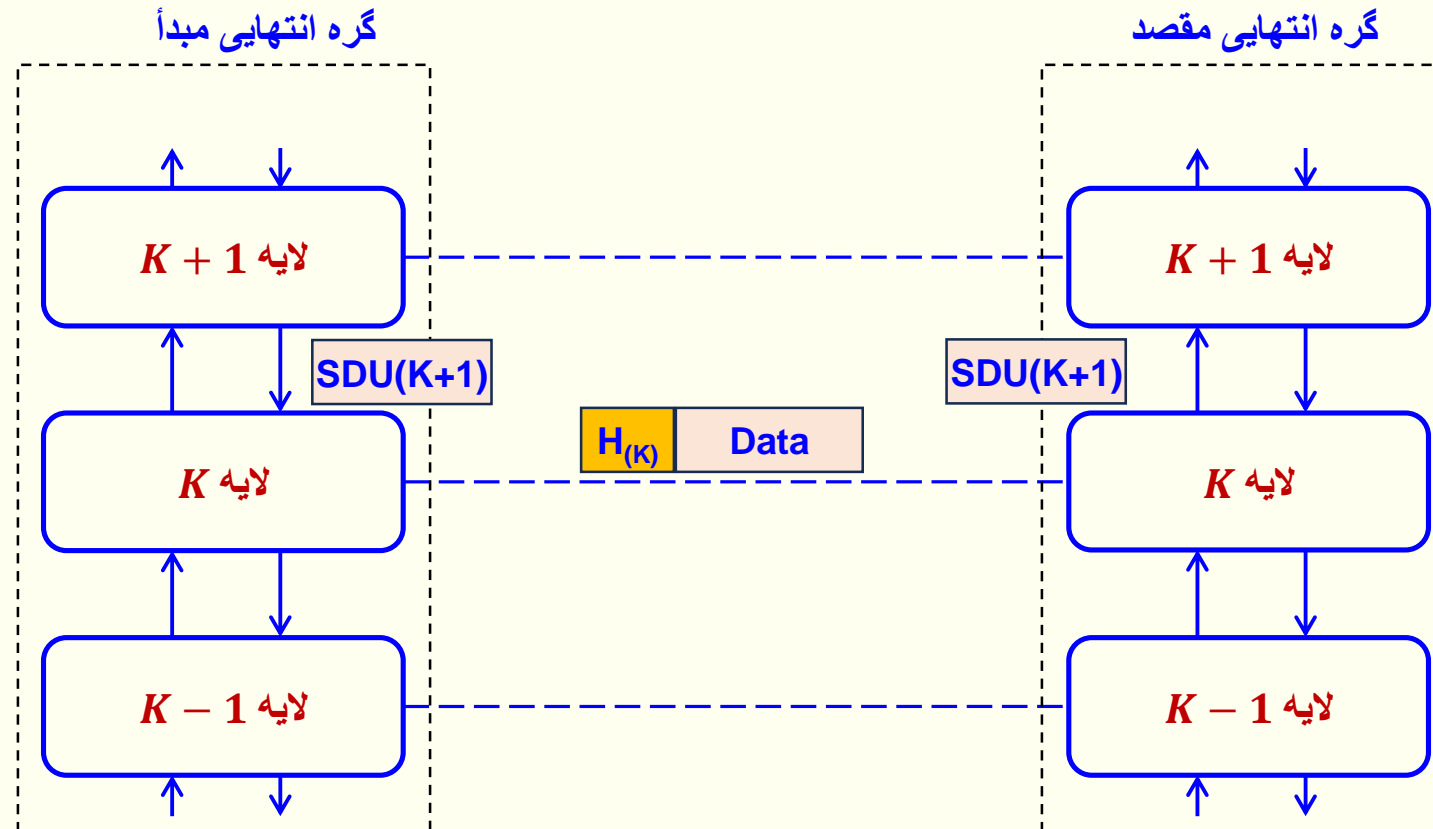 گره انتهایی مبدأ
گره انتهایی مقصد
لایه K + 1
لایه K + 1
SDU(K+1)
SDU(K+1)
H(K) Data
لایه K
لایه K
لایه K − 1
لایه K − 1